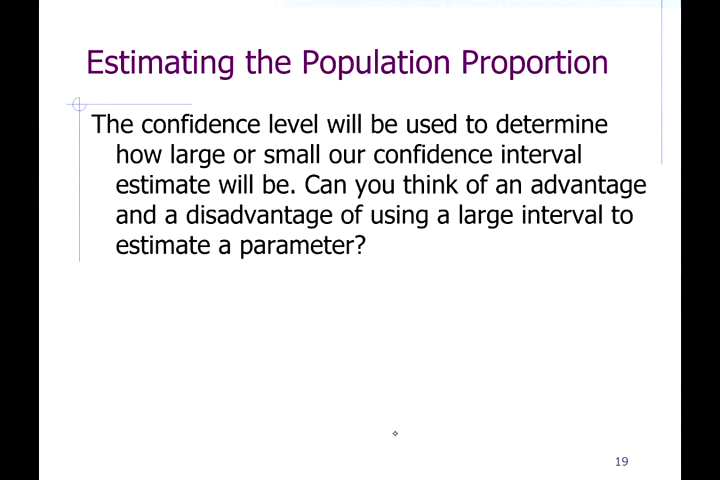 Estimating the Population Proportion
The confidence level will be used to determine
how large or small our confidence interval
estimate will be. Can you think of an advantage
and a disadvantage of using a large interval to
estimate a parameter?
19